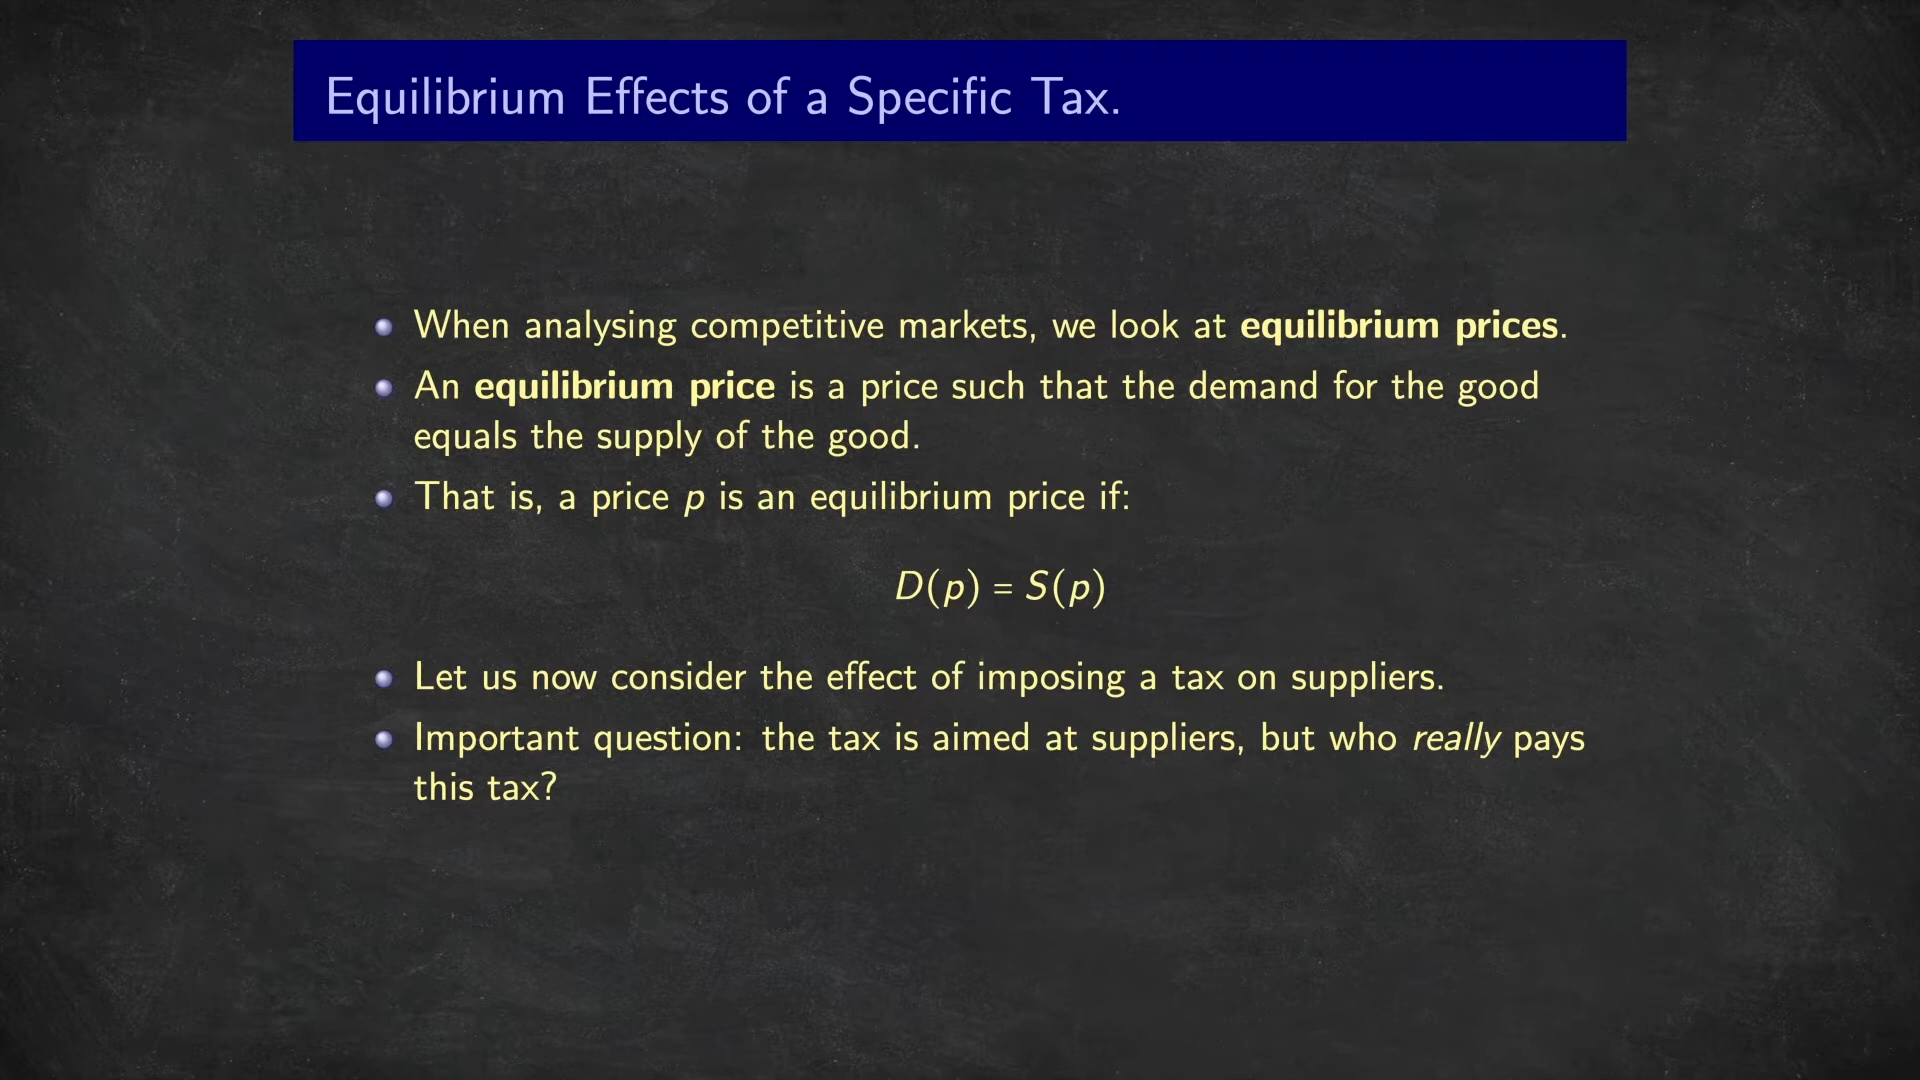 Equilibrium Effects of a Specific Tax.
When analysing competitive markets, we look at equilibrium prices.
An equilibrium price is a price such that the demand for the good
equals the supply of the good.
That is, a price p is an equilibrium price if:
D(p) = S(p)
Let us now consider the effect of imposing a tax on suppliers.
Important question: the tax is aimed at suppliers, but who really pays
this tax?